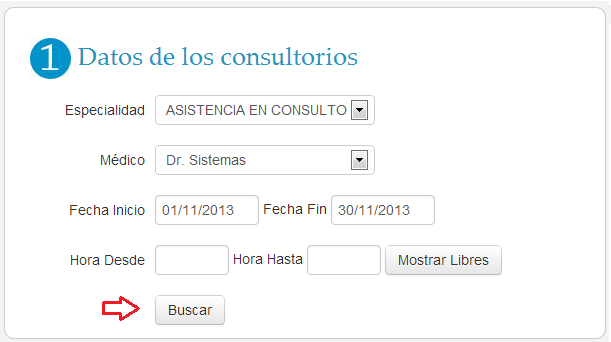 1 Datos de los consultorios
Especialidad ASISTENCIA EN CONSULTO
Médico Dr. Sistemas
Fecha Inicio 01/11/2013 Fecha Fin 30/11/2013
Hora Desde Hora Hasta Mostrar Libres
Buscar